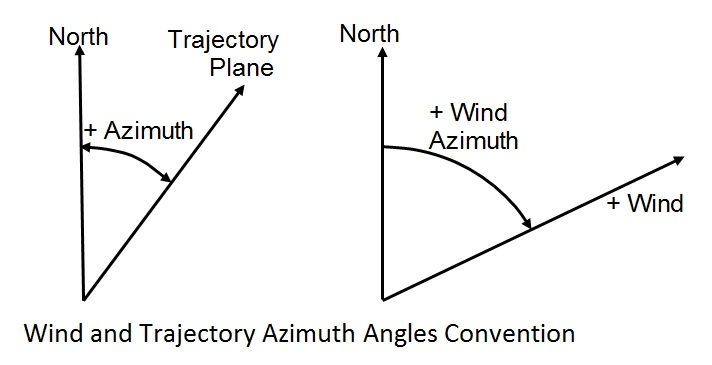 North
Trajectory
Plane
+ Azimuth
North
+ Wind
Azimuth
+ Wind
Wind and Trajectory Azimuth Angles Convention